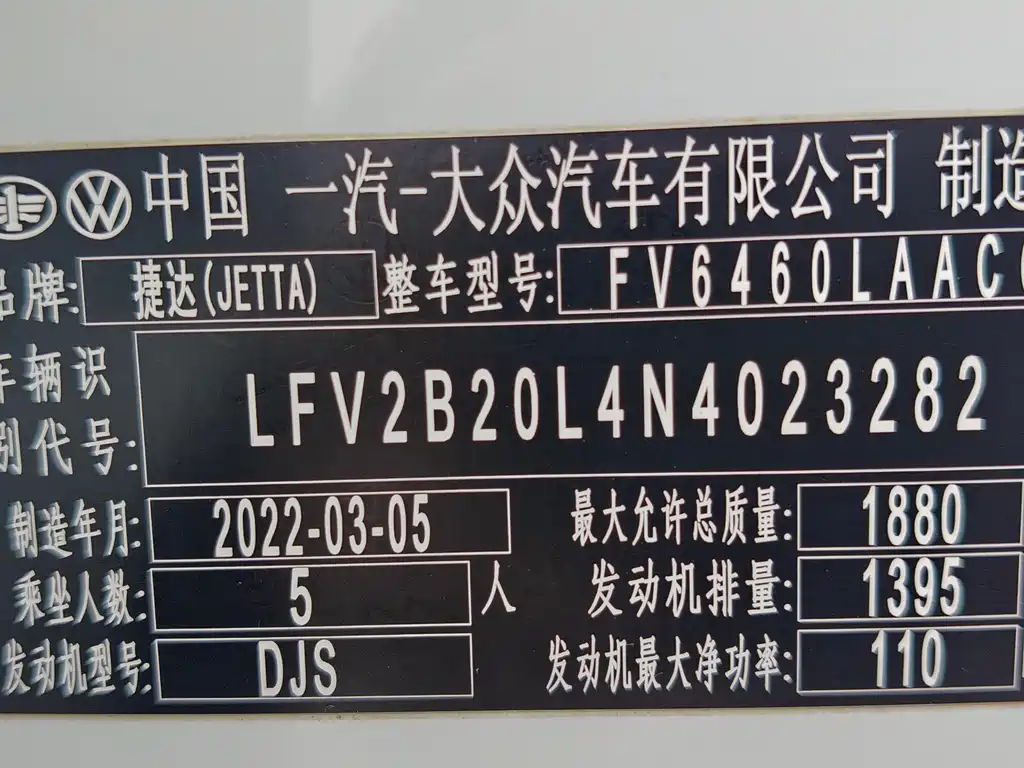 中国 一汽-大众汽车有限公司 制造
品牌: 捷达(JETTA) 整车型号: FV6460LAAC
车辆识别代号: LFV2B20L4N4023282
制造年月: 2022-03-05 最大允许总质量: 1880
乘坐人数: 5 人 发动机排量: 1395
发动机型号: DJS 发动机最大净功率: 110